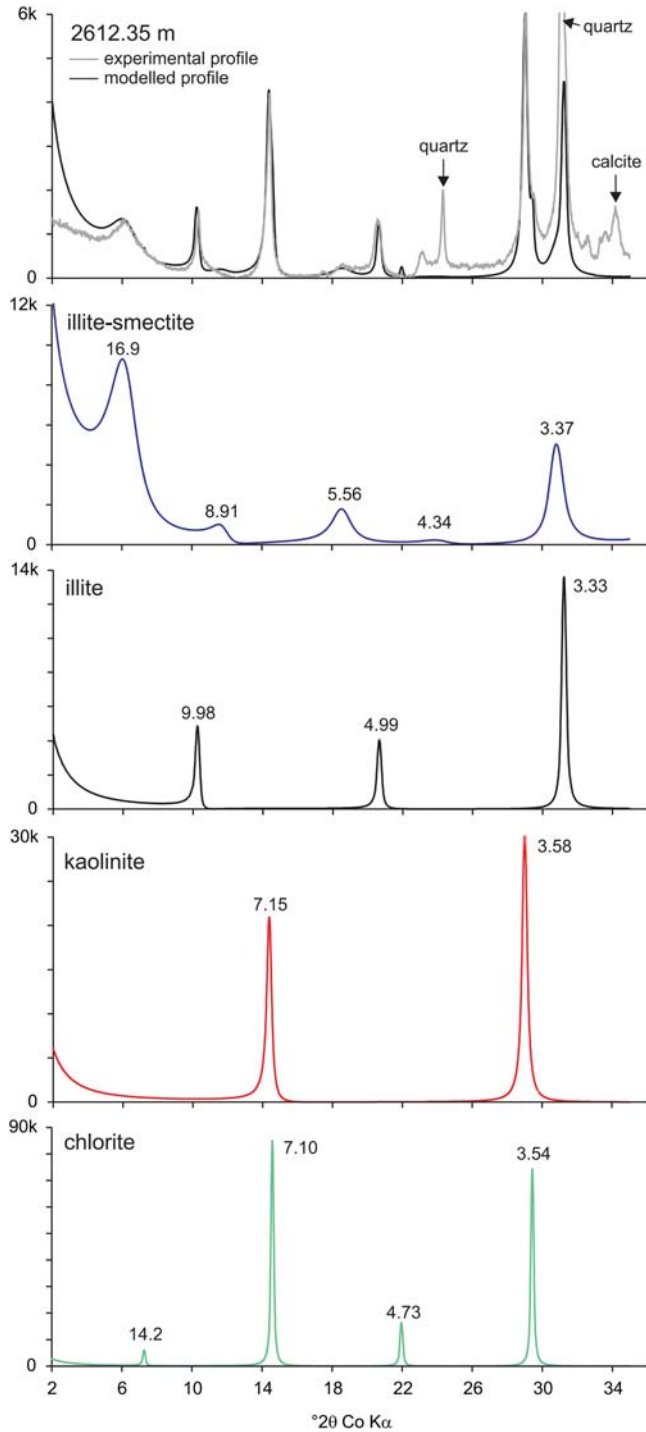 6k
2612.35 m
experimental profile
modelled profile
quartz
quartz
calcite
0
12k
illite-smectite
16.9
8.91
5.56
4.34
3.37
0
14k
illite
9.98
4.99
3.33
0
30k
kaolinite
7.15
3.58
0
90k
chlorite
14.2
7.10
4.73
3.54
0
2 6 10 14 18 22 26 30 34
°2θ Co Kα